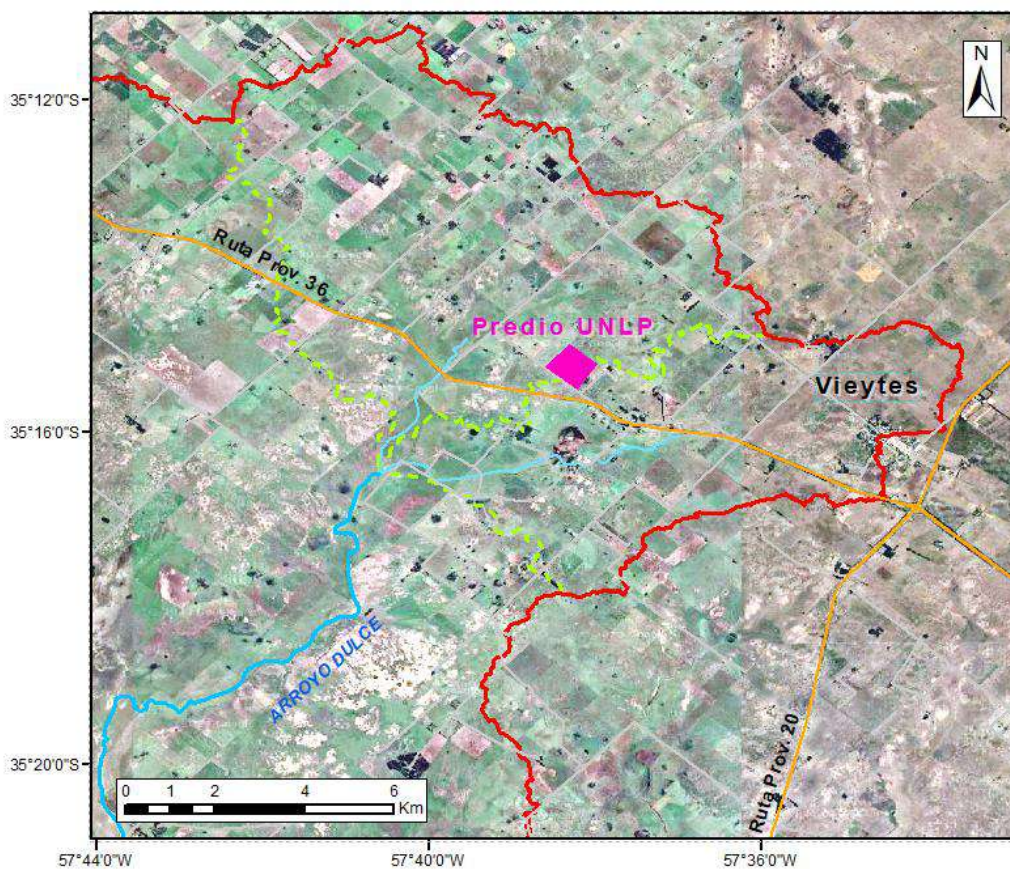 N
35°12'0"S
Ruta Prov. 36
Predio UNLP
Vieytes
35°16'0"S
ARROYO DULCE
Ruta Prov. 20
35°20'0"S
0 1 2 4 6
Km
57°44'0"W 57°40'0"W 57°36'0"W